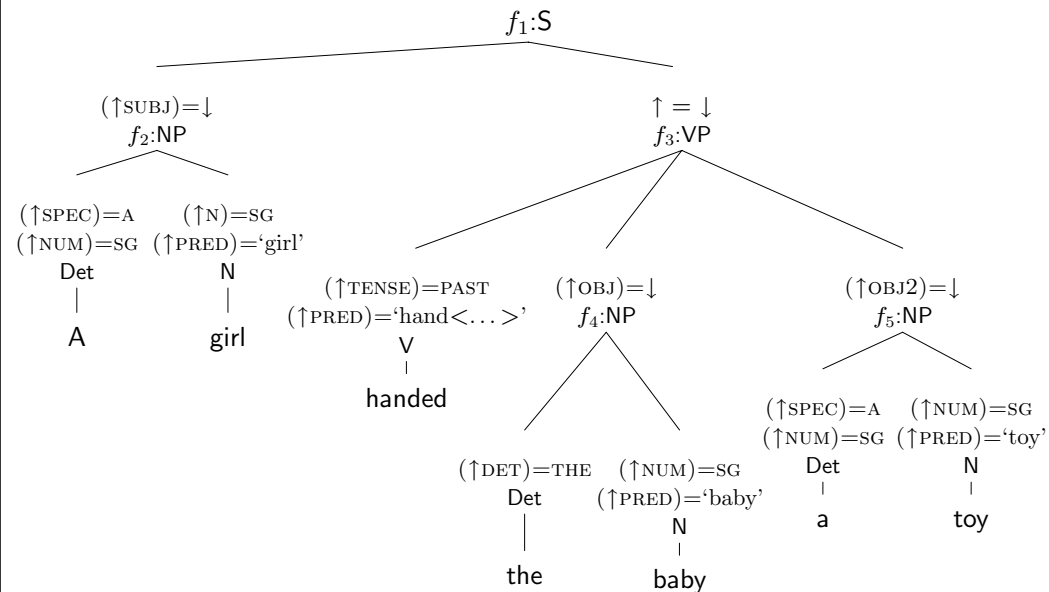 f₁:S
(↑SUBJ)=↓
f₂:NP
↑ = ↓
f₃:VP
(↑SPEC)=A
(↑NUM)=SG
Det
A
(↑N)=SG
(↑PRED)=‘girl’
N
girl
(↑TENSE)=PAST
(↑PRED)=‘hand<...>’
V
handed
(↑OBJ)=↓
f₄:NP
(↑OBJ2)=↓
f₅:NP
(↑DET)=THE
Det
the
(↑NUM)=SG
(↑PRED)=‘baby’
N
baby
(↑SPEC)=A
(↑NUM)=SG
Det
a
(↑NUM)=SG
(↑PRED)=‘toy’
N
toy